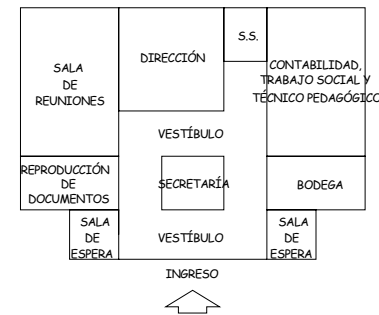 S.S.
DIRECCIÓN
SALA
DE
REUNIONES
CONTABILIDAD,
TRABAJO SOCIAL Y
TÉCNICO PEDAGÓGICO
VESTÍBULO
REPRODUCCIÓN
DE
DOCUMENTOS
SECRETARÍA
BODEGA
SALA
DE
ESPERA
VESTÍBULO
SALA
DE
ESPERA
INGRESO